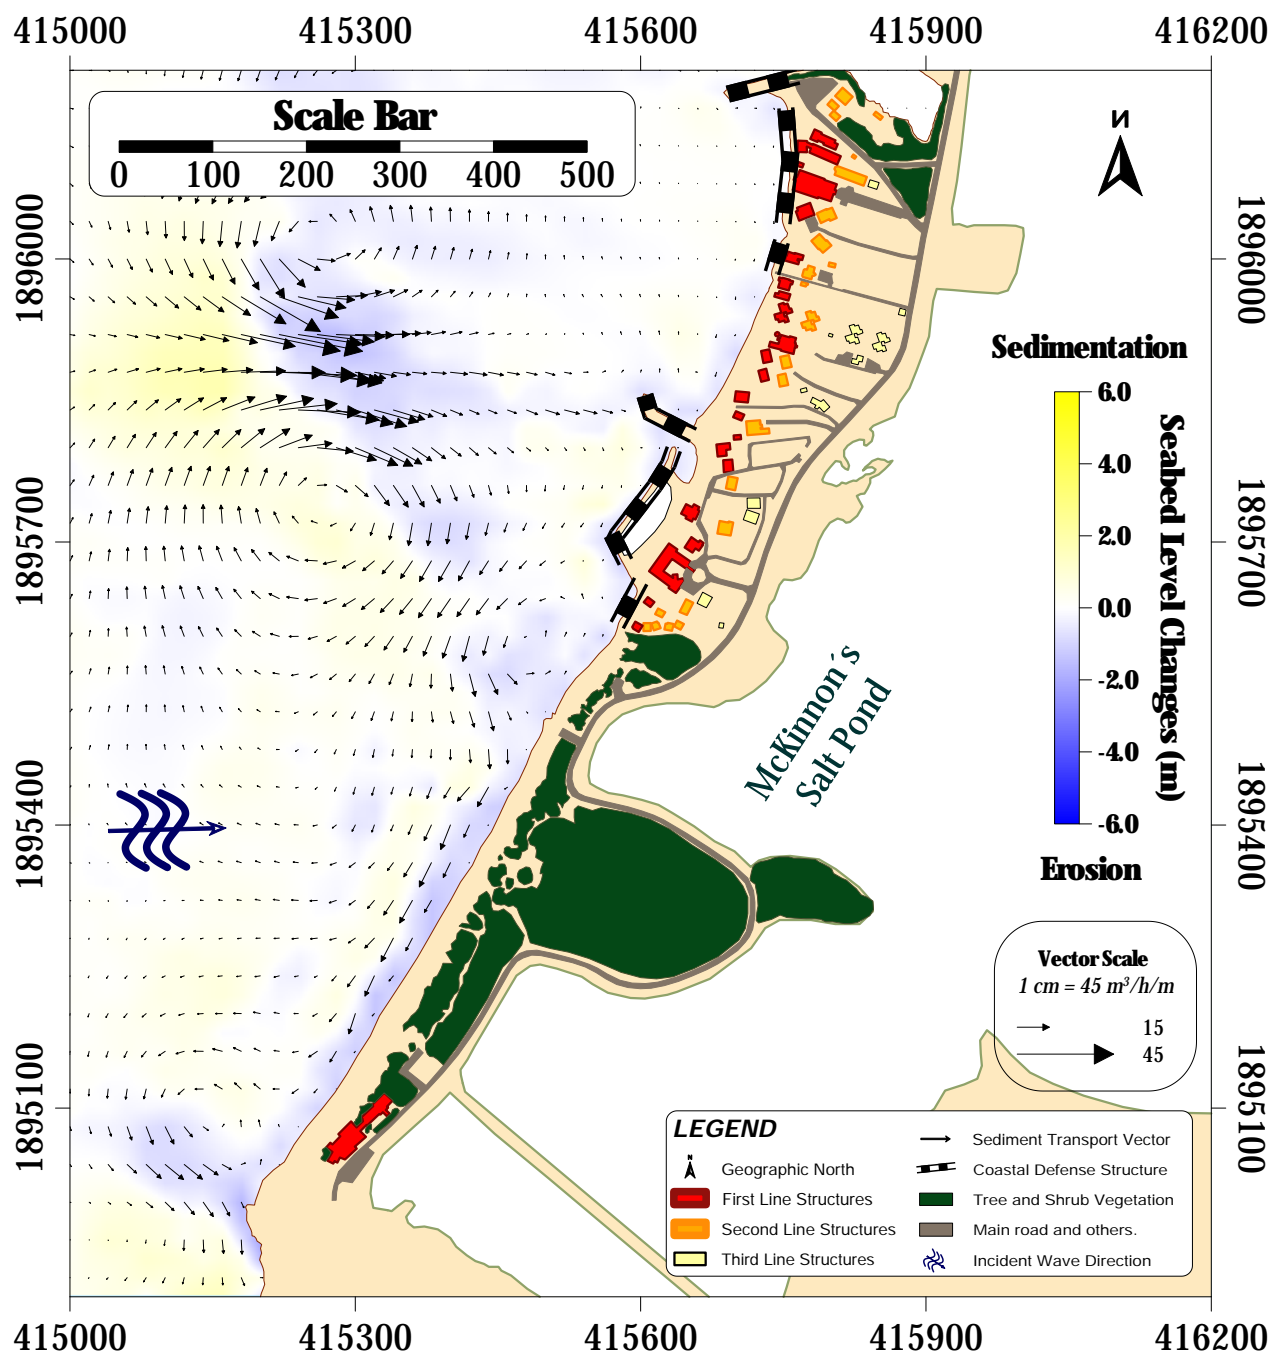 415000 415300 415600 415900 416200
Scale Bar
0 100 200 300 400 500
N
1896000
1896000
Sedimentation
6.0
4.0
2.0
0.0
-2.0
-4.0
-6.0
Seabed Level Changes (m)
Erosion
1895700
1895700
McKinnon´s
Salt Pond
1895400
1895400
Vector Scale
1 cm = 45 m³/h/m
15
45
1895100
1895100
LEGEND
N
Geographic North
First Line Structures
Second Line Structures
Third Line Structures
Sediment Transport Vector
Coastal Defense Structure
Tree and Shrub Vegetation
Main road and others.
Incident Wave Direction
415000 415300 415600 415900 416200